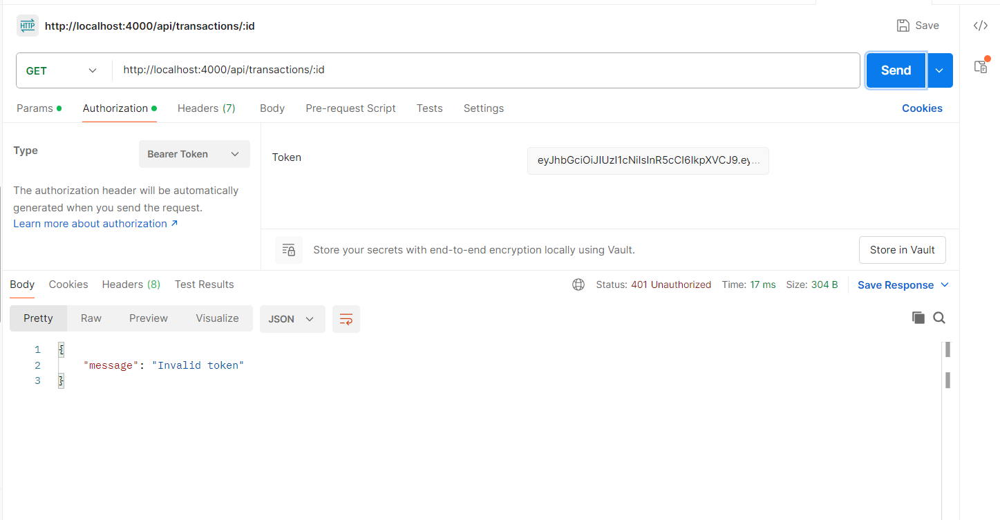 HTTP http://localhost:4000/api/transactions/:id Save
GET http://localhost:4000/api/transactions/:id Send
Params Authorization Headers (7) Body Pre-request Script Tests Settings Cookies
Type Bearer Token
Token eyJhbGciOiJIUzI1cNiIsInR5cCI6IkpXVCJ9.ey...
The authorization header will be automatically
generated when you send the request.
Learn more about authorization ↗
Store your secrets with end-to-end encryption locally using Vault. Store in Vault
Body Cookies Headers (8) Test Results Status: 401 Unauthorized Time: 17 ms Size: 304 B Save Response
Pretty Raw Preview Visualize JSON
1 {
2 "message": "Invalid token"
3 }